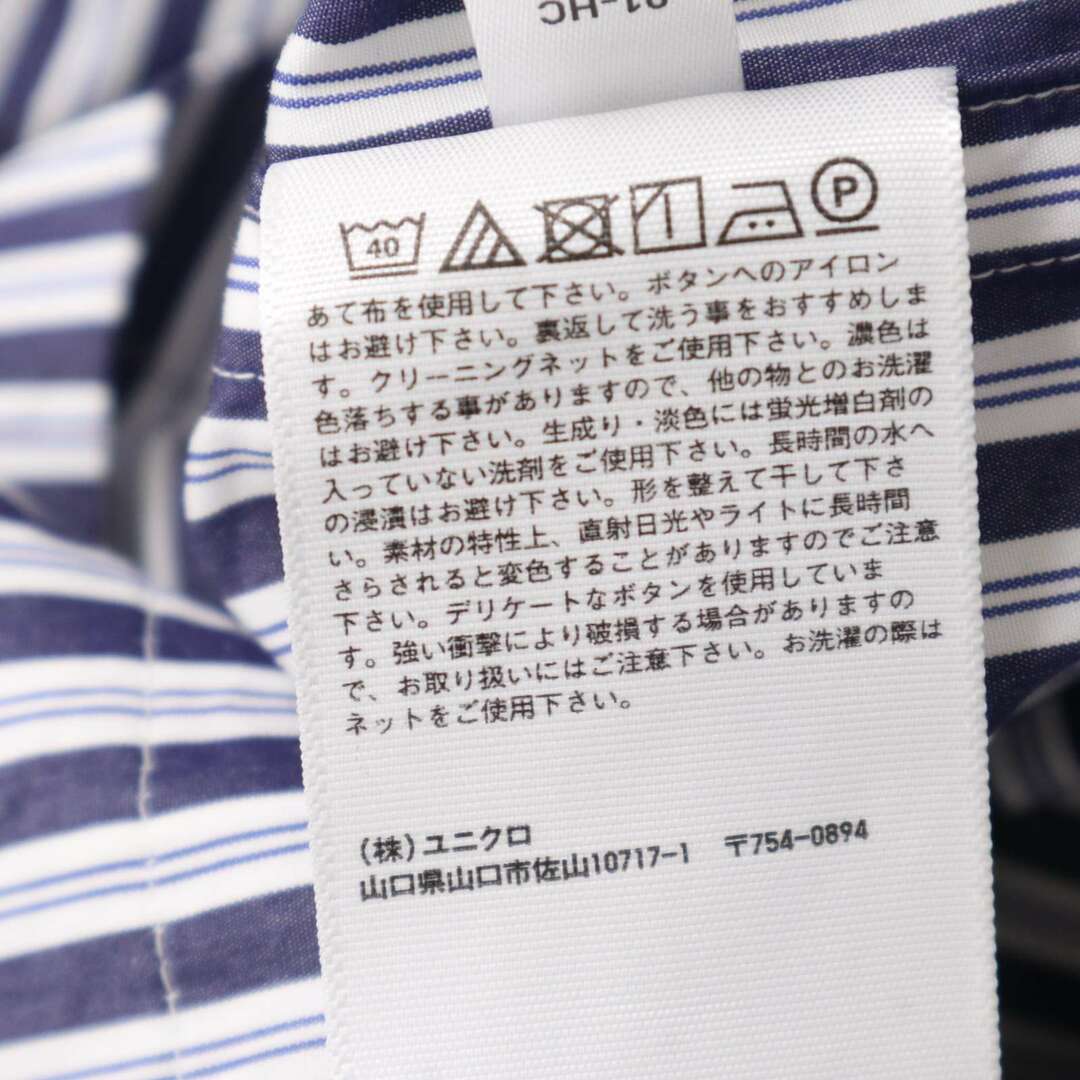 91-HC
40
P
あて布を使用して下さい。ボタンへのアイロン
はお避け下さい。裏返して洗う事をおすすめしま
す。クリーニングネットをご使用下さい。濃色は
色落ちする事がありますので、他の物とのお洗濯
はお避け下さい。生成り・淡色には蛍光増白剤の
入っていない洗剤をご使用下さい。長時間の水へ
の浸漬はお避け下さい。形を整えて干して下さ
い。素材の特性上、直射日光やライトに長時間
さらされると変色することがありますのでご注意
下さい。デリケートなボタンを使用していま
す。強い衝撃により破損する場合がありますの
で、お取り扱いにはご注意下さい。お洗濯の際は
ネットをご使用下さい。
(株)ユニクロ
山口県山口市佐山10717-1 〒754-0894